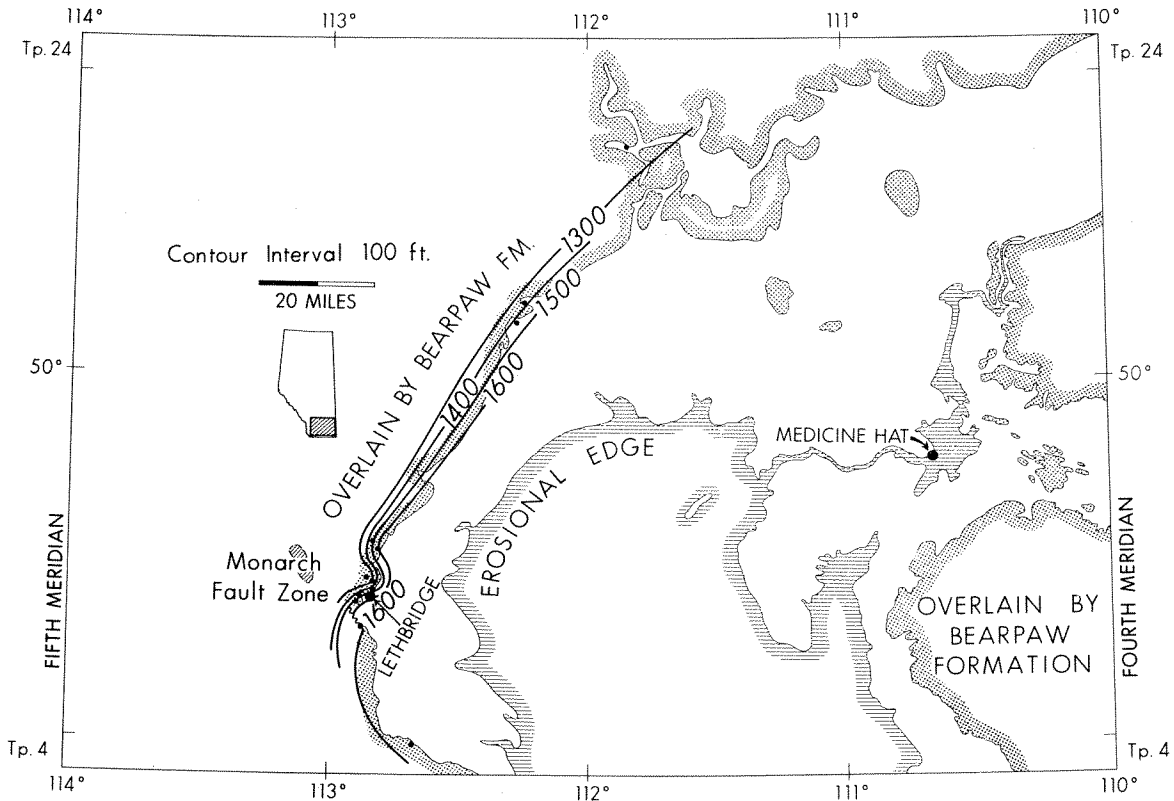 114°
113°
112°
111°
110°
Tp. 24
Tp. 24
1300
Contour Interval 100 ft.
20 MILES
OVERLAIN BY BEARPAW FM.
1500
50°
50°
1400
1600
MEDICINE HAT
EROSIONAL EDGE
Monarch
Fault Zone
1600
LETHBRIDGE
OVERLAIN BY
BEARPAW
FORMATION
FIFTH MERIDIAN
FOURTH MERIDIAN
Tp. 4
Tp. 4
114°
113°
112°
111°
110°